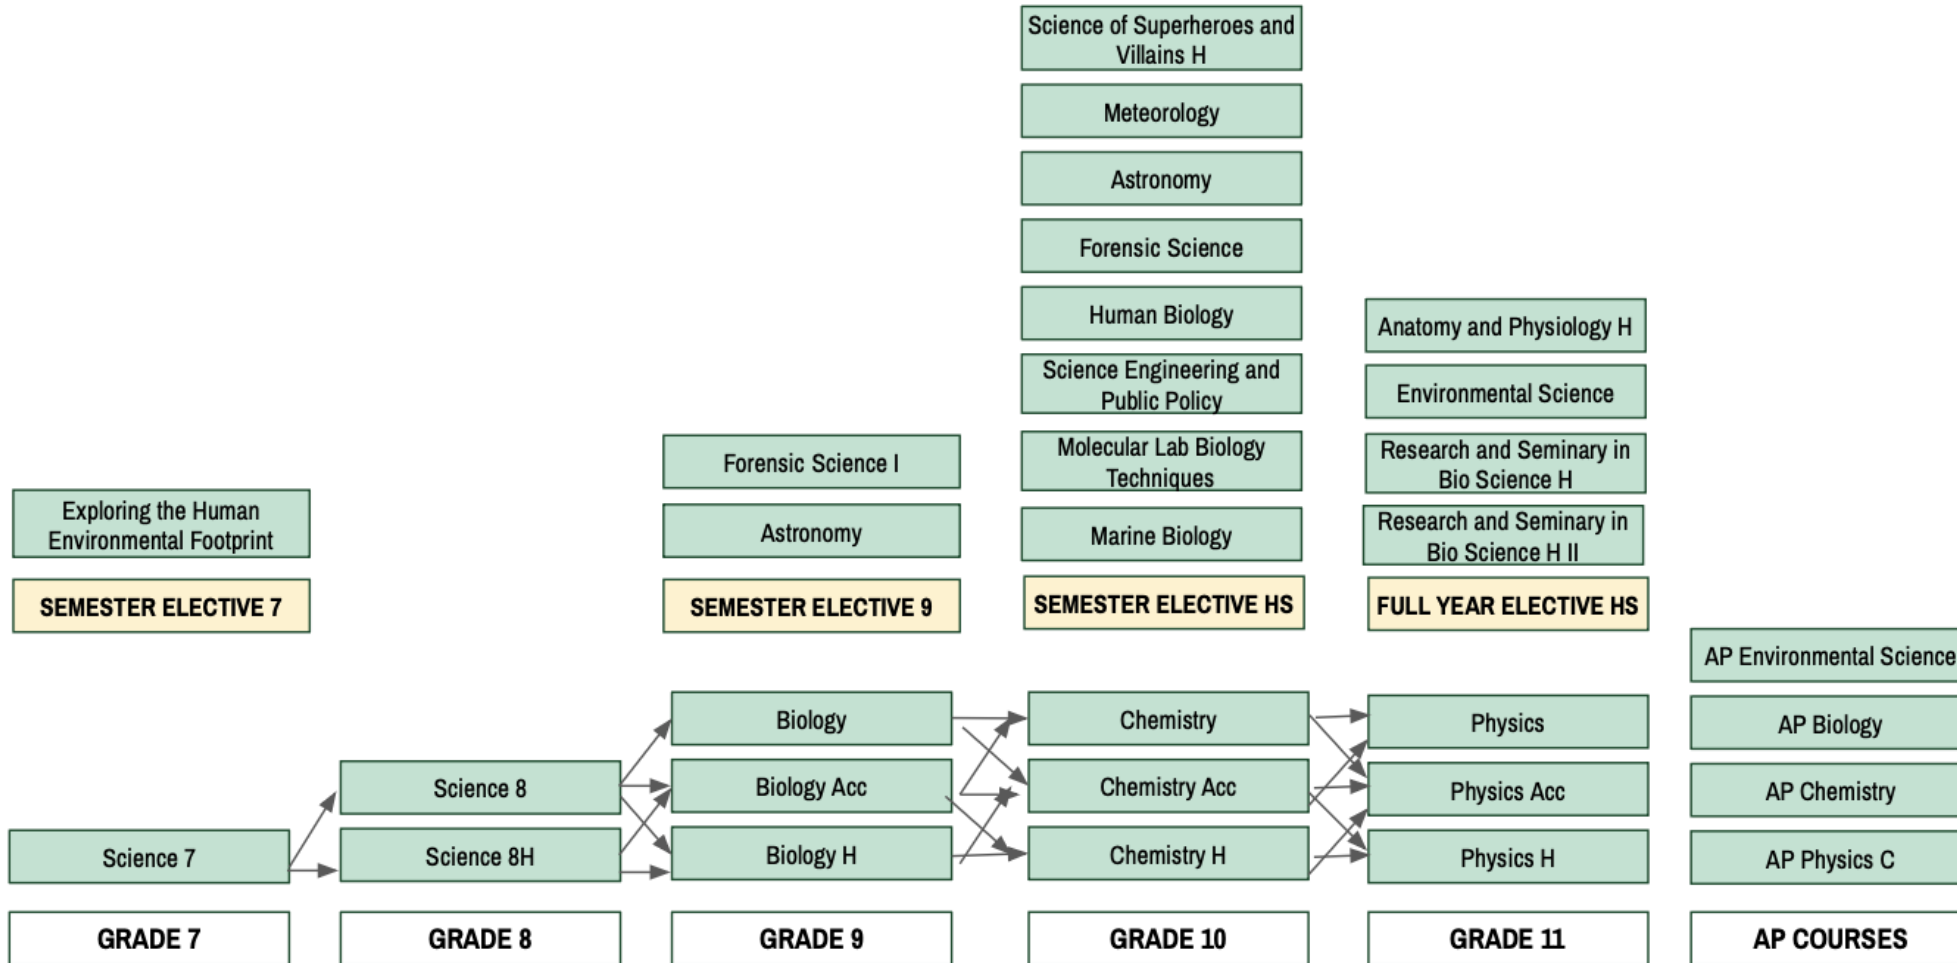 Science of Superheroes and
Villains H
Meteorology
Astronomy
Forensic Science
Human Biology
Science Engineering and
Public Policy
Molecular Lab Biology
Techniques
Marine Biology
SEMESTER ELECTIVE HS
Anatomy and Physiology H
Environmental Science
Research and Seminary in
Bio Science H
Research and Seminary in
Bio Science H II
FULL YEAR ELECTIVE HS
Forensic Science I
Astronomy
SEMESTER ELECTIVE 9
Exploring the Human
Environmental Footprint
SEMESTER ELECTIVE 7
Science 7
GRADE 7
Science 8
Science 8H
GRADE 8
Biology
Biology Acc
Biology H
GRADE 9
Chemistry
Chemistry Acc
Chemistry H
GRADE 10
Physics
Physics Acc
Physics H
GRADE 11
AP Environmental Science
AP Biology
AP Chemistry
AP Physics C
AP COURSES